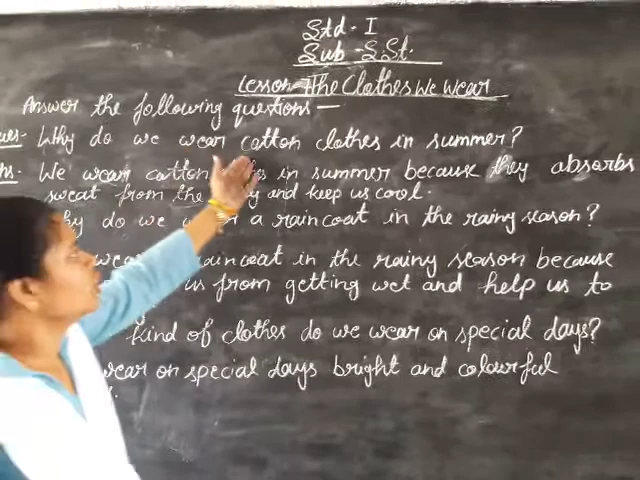 Std - I
Sub - S.St.
Lesson - The Clothes We Wear
Answer the following questions —
Why do we wear cotton clothes in summer?
We wear cotton in summer because they absorbs
sweat from the and keep us cool.
do we a raincoat in the rainy season?
raincoat in the rainy season because
us from getting wet and help us to
kind of clothes do we wear on special days?
wear on special days bright and colourful